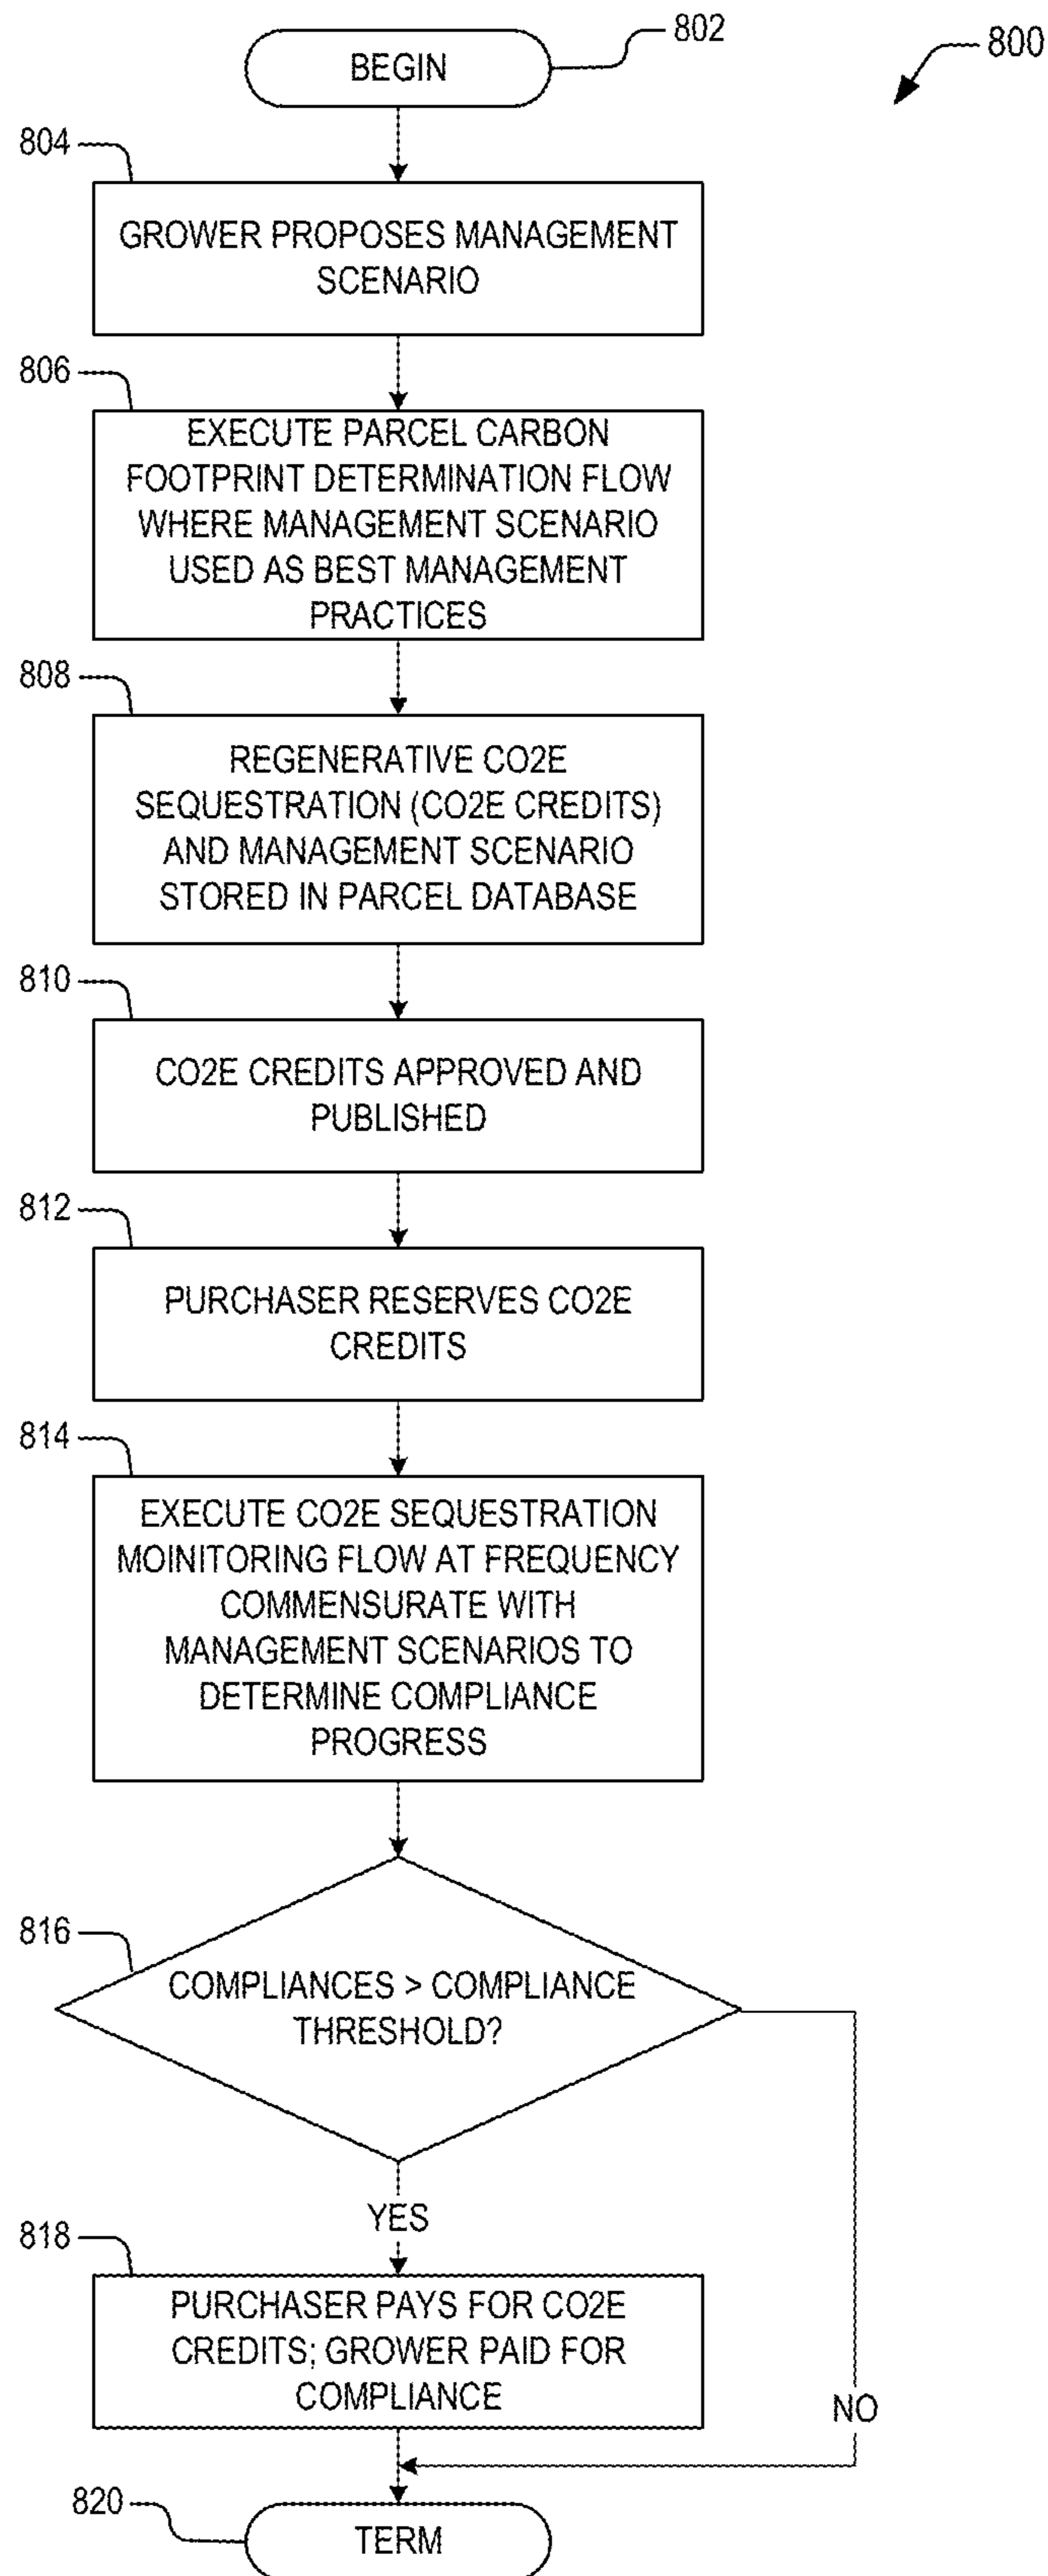 802
800
BEGIN
804
GROWER PROPOSES MANAGEMENT
SCENARIO
806
EXECUTE PARCEL CARBON
FOOTPRINT DETERMINATION FLOW
WHERE MANAGEMENT SCENARIO
USED AS BEST MANAGEMENT
PRACTICES
808
REGENERATIVE CO2E
SEQUESTRATION (CO2E CREDITS)
AND MANAGEMENT SCENARIO
STORED IN PARCEL DATABASE
810
CO2E CREDITS APPROVED AND
PUBLISHED
812
PURCHASER RESERVES CO2E
CREDITS
814
EXECUTE CO2E SEQUESTRATION
MOINITORING FLOW AT FREQUENCY
COMMENSURATE WITH
MANAGEMENT SCENARIOS TO
DETERMINE COMPLIANCE
PROGRESS
816
COMPLIANCES > COMPLIANCE
THRESHOLD?
YES
818
PURCHASER PAYS FOR CO2E
CREDITS; GROWER PAID FOR
COMPLIANCE
NO
820
TERM